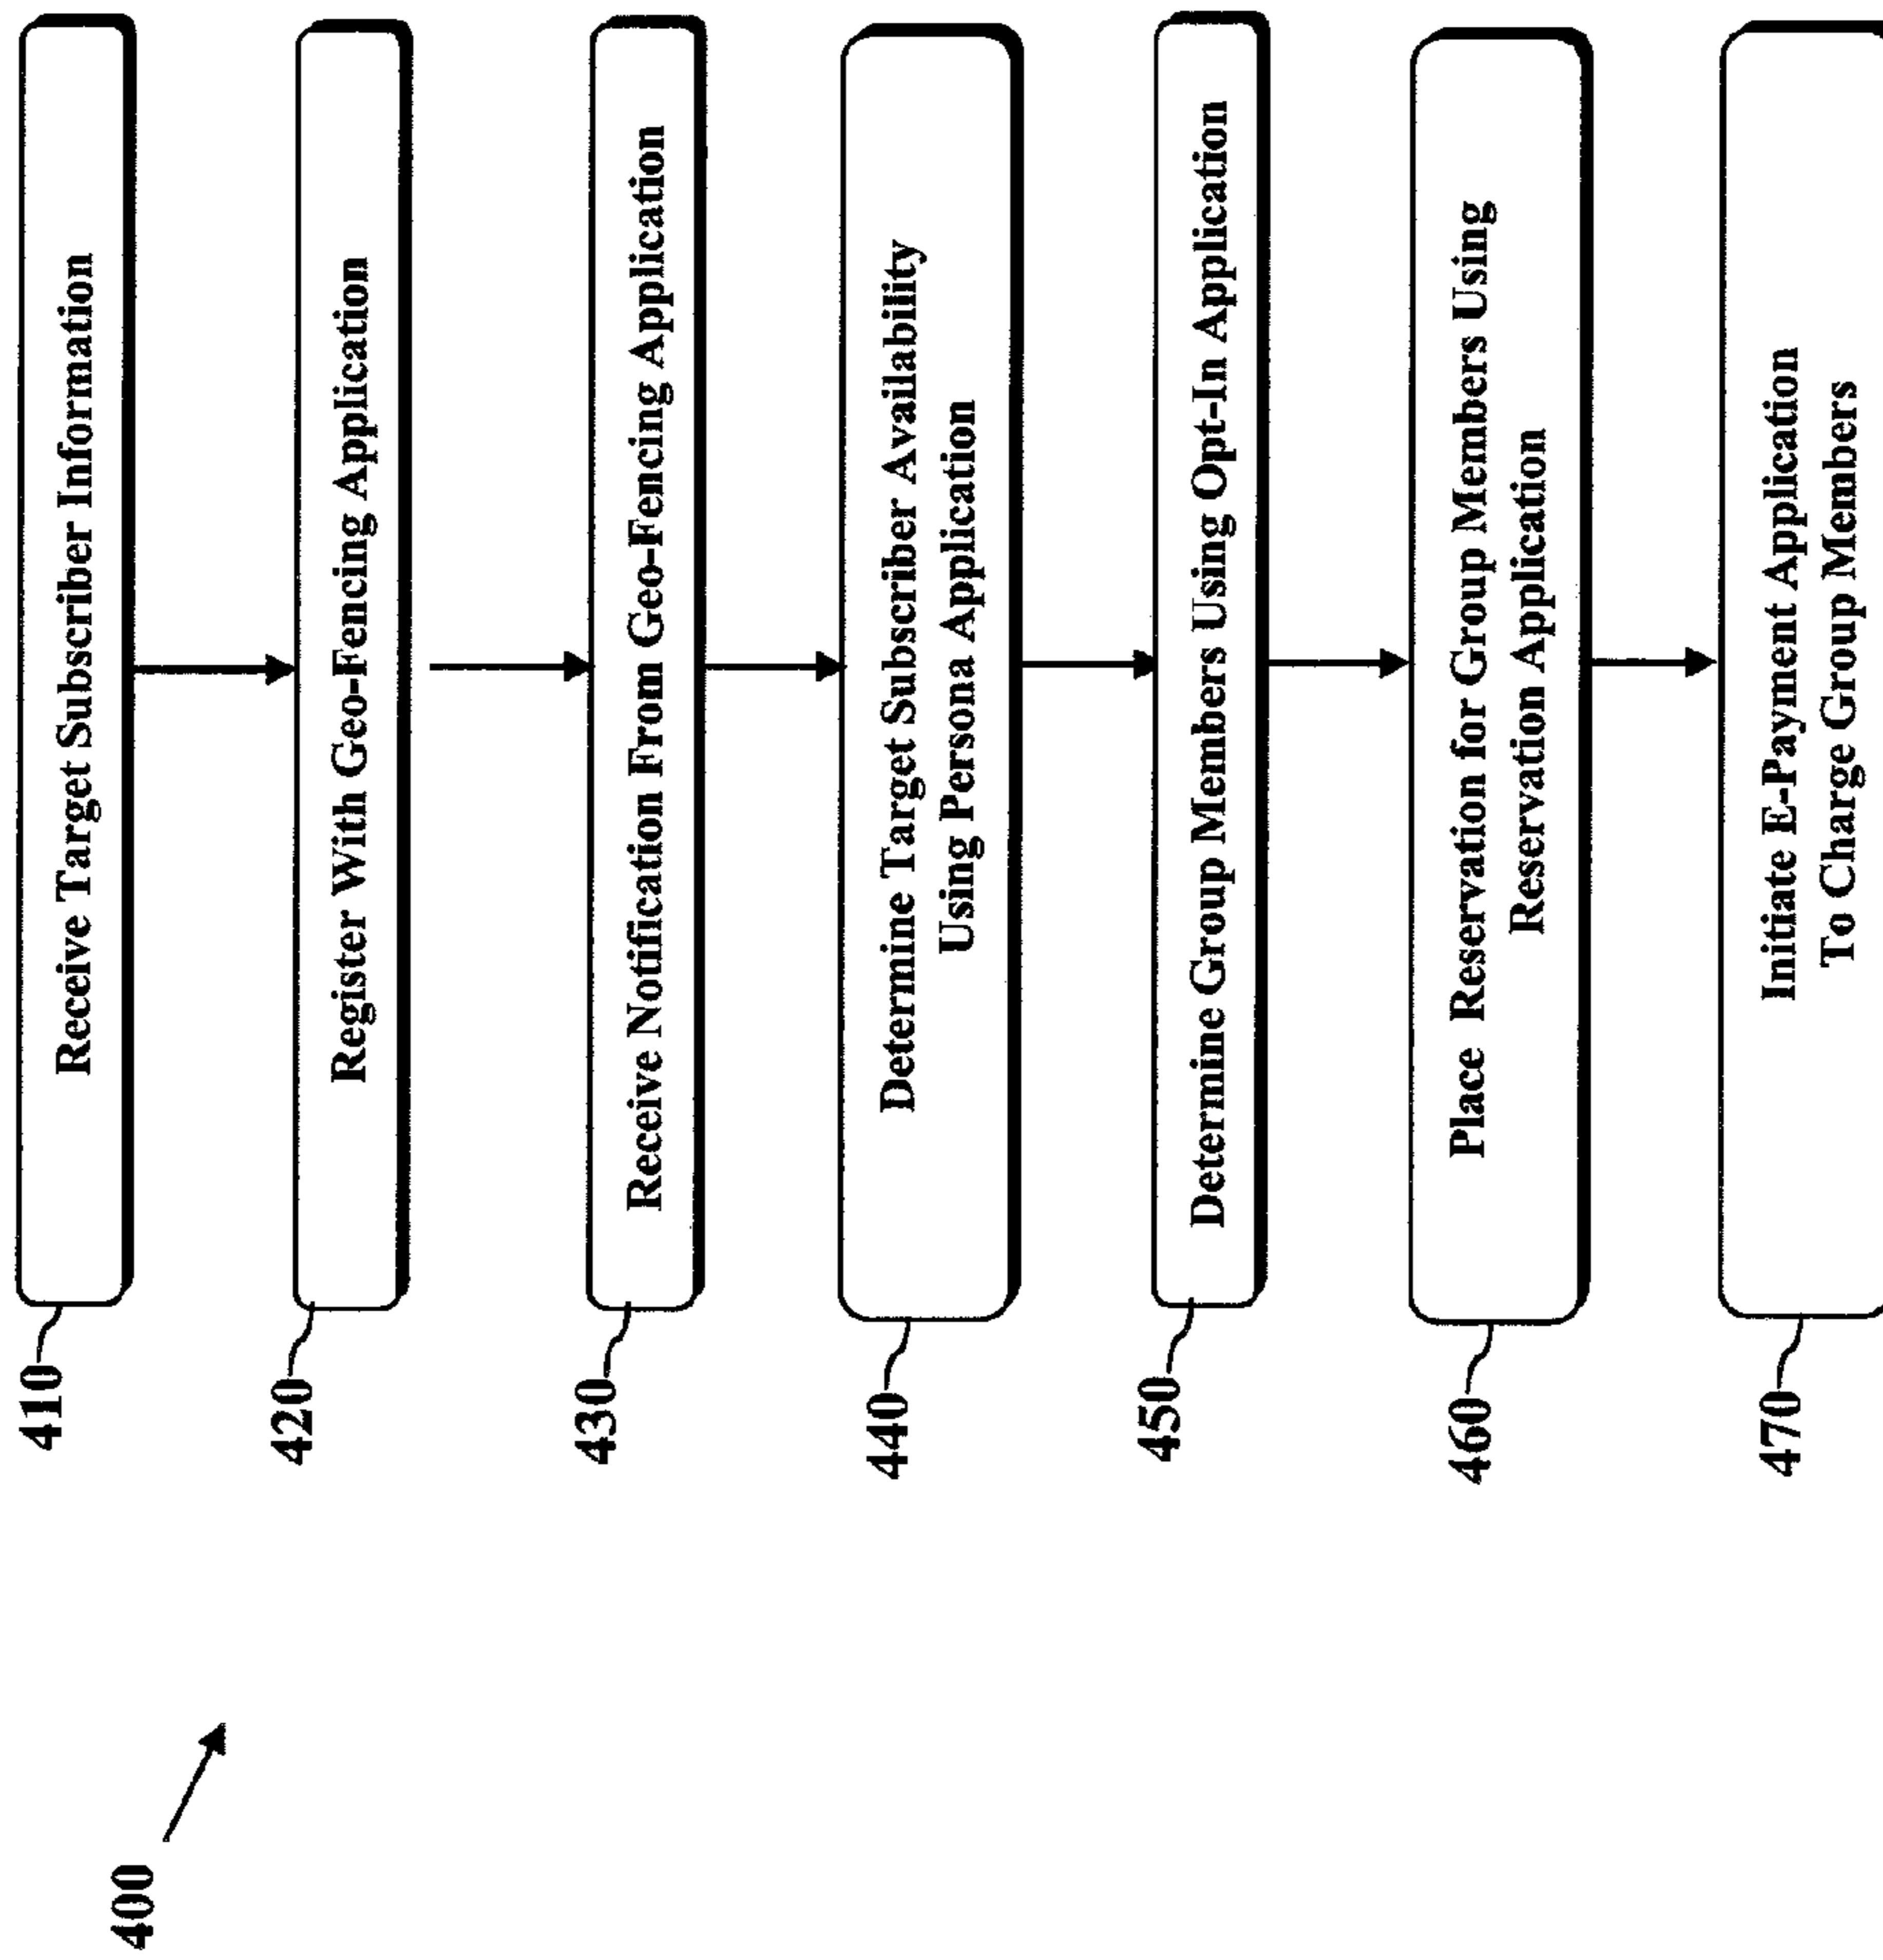 400
410
Receive Target Subscriber Information
420
Register With Geo-Fencing Application
430
Receive Notification From Geo-Fencing Application
440
Determine Target Subscriber Availability
Using Persona Application
450
Determine Group Members Using Opt-In Application
460
Place Reservation for Group Members Using
Reservation Application
470
Initiate E-Payment Application
To Charge Group Members